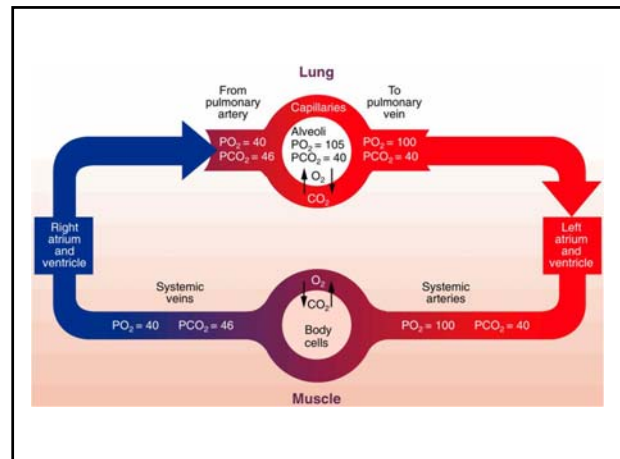 Lung
From
pulmonary
artery
To
pulmonary
vein
Capillaries
PO₂ = 40
PCO₂ = 46
Alveoli
PO₂ = 105
PCO₂ = 40
O₂
CO₂
PO₂ = 100
PCO₂ = 40
Right
atrium
and
ventricle
Left
atrium
and
ventricle
Systemic
veins
O₂
CO₂
Body
cells
Systemic
arteries
PO₂ = 40 PCO₂ = 46
PO₂ = 100 PCO₂ = 40
Muscle